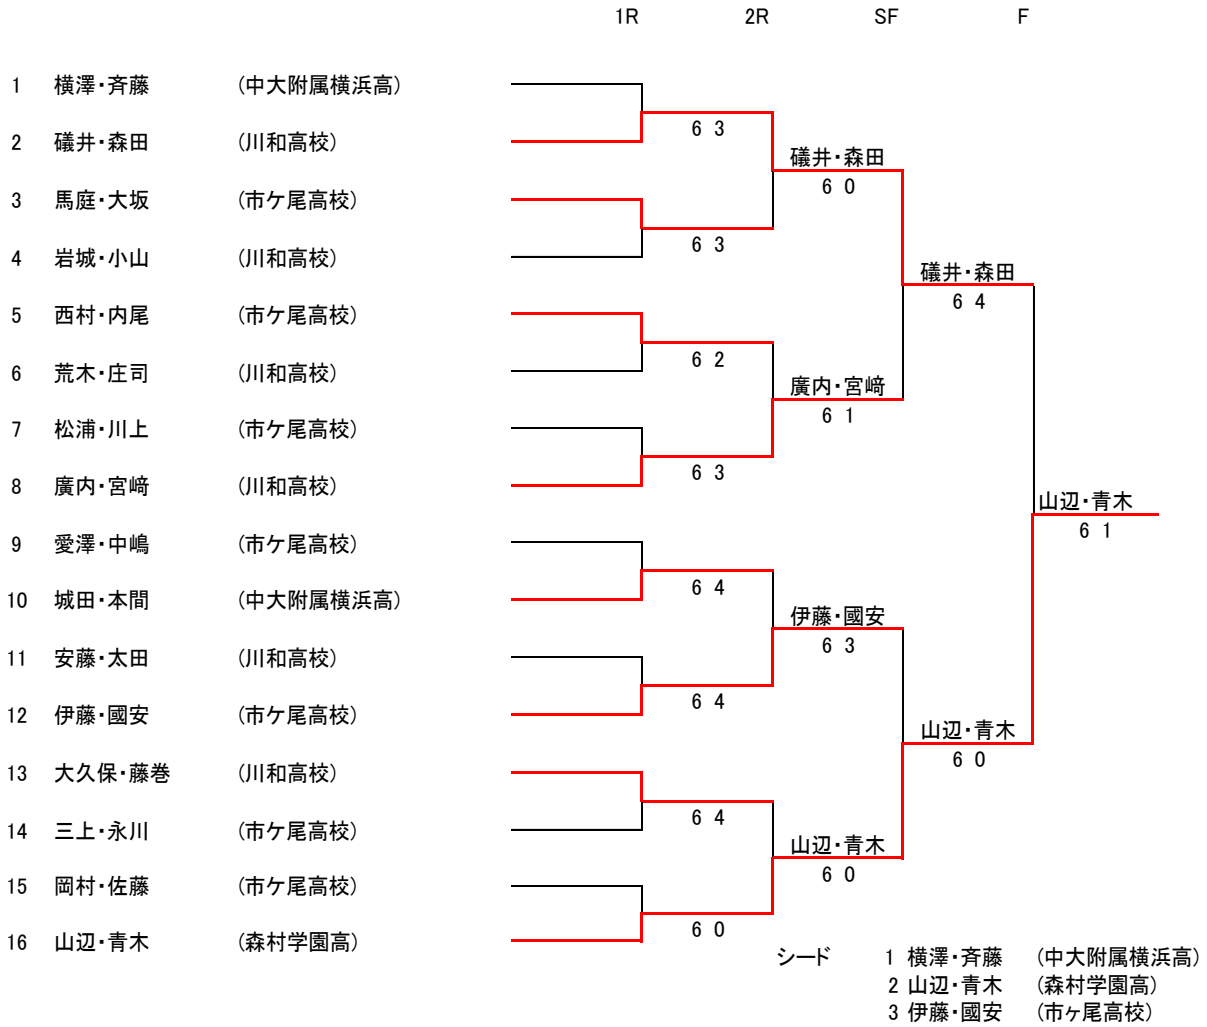 1R 2R SF F
1 横澤・斉藤 (中大附属横浜高)
6 3
2 礒井・森田 (川和高校)
礒井・森田
6 0
3 馬庭・大坂 (市ケ尾高校)
6 3
4 岩城・小山 (川和高校)
礒井・森田
6 4
5 西村・内尾 (市ケ尾高校)
6 2
6 荒木・庄司 (川和高校)
廣内・宮﨑
6 1
7 松浦・川上 (市ケ尾高校)
6 3
8 廣内・宮﨑 (川和高校)
山辺・青木
6 1
9 愛澤・中嶋 (市ケ尾高校)
6 4
10 城田・本間 (中大附属横浜高)
伊藤・國安
6 3
11 安藤・太田 (川和高校)
6 4
12 伊藤・國安 (市ケ尾高校)
山辺・青木
6 0
13 大久保・藤巻 (川和高校)
6 4
14 三上・永川 (市ケ尾高校)
山辺・青木
6 0
15 岡村・佐藤 (市ケ尾高校)
6 0
16 山辺・青木 (森村学園高)
シード 1 横澤・斉藤 (中大附属横浜高)
2 山辺・青木 (森村学園高)
3 伊藤・國安 (市ヶ尾高校)